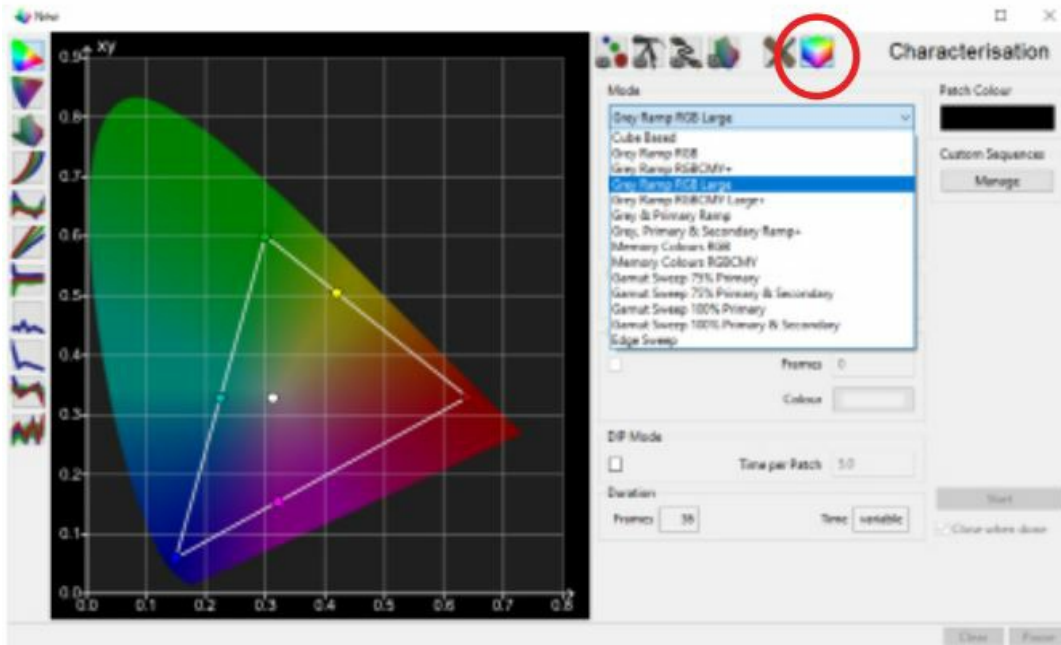 New
xy
0.9
0.8
0.7
0.6
0.5
0.4
0.3
0.2
0.1
0.0
0.0 0.1 0.2 0.3 0.4 0.5 0.6 0.7 0.8
Characterisation
Mode
Grey Ramp RGB Large
Cube Based
Grey Ramp RGB
Grey Ramp RGBCMY+
Grey Ramp RGB Large
Grey Ramp RGBCMY Large+
Grey & Primary Ramp
Grey, Primary & Secondary Ramp+
Memory Colours RGB
Memory Colours RGBCMY
Gamut Sweep 75% Primary
Gamut Sweep 75% Primary & Secondary
Gamut Sweep 100% Primary
Gamut Sweep 100% Primary & Secondary
Edge Sweep
Frames 0
Colour
DIP Mode
Time per Patch 5.0
Duration
Frames Time variable
Patch Colour
Custom Sequences
Manage
Start
Close when done
Clear